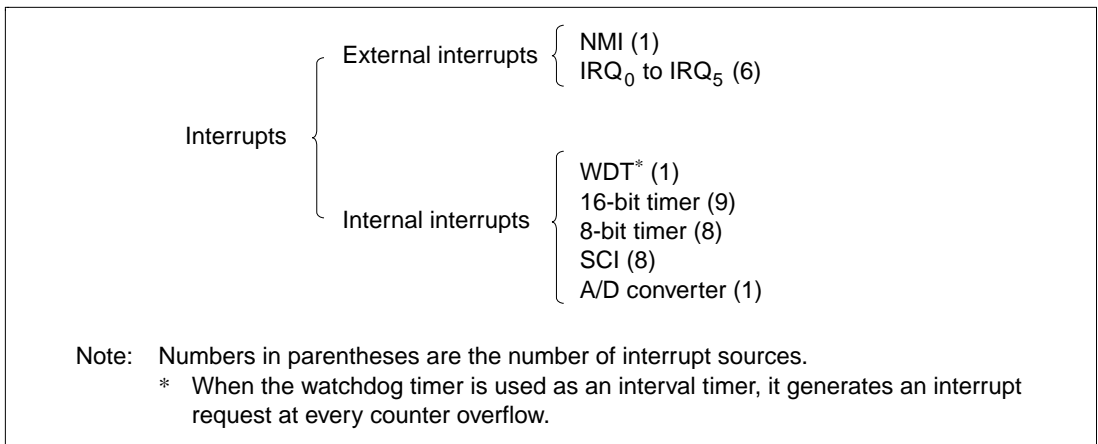 External interrupts
NMI (1)
IRQ0 to IRQ5 (6)
Interrupts
Internal interrupts
WDT* (1)
16-bit timer (9)
8-bit timer (8)
SCI (8)
A/D converter (1)
Note: Numbers in parentheses are the number of interrupt sources.
* When the watchdog timer is used as an interval timer, it generates an interrupt
request at every counter overflow.